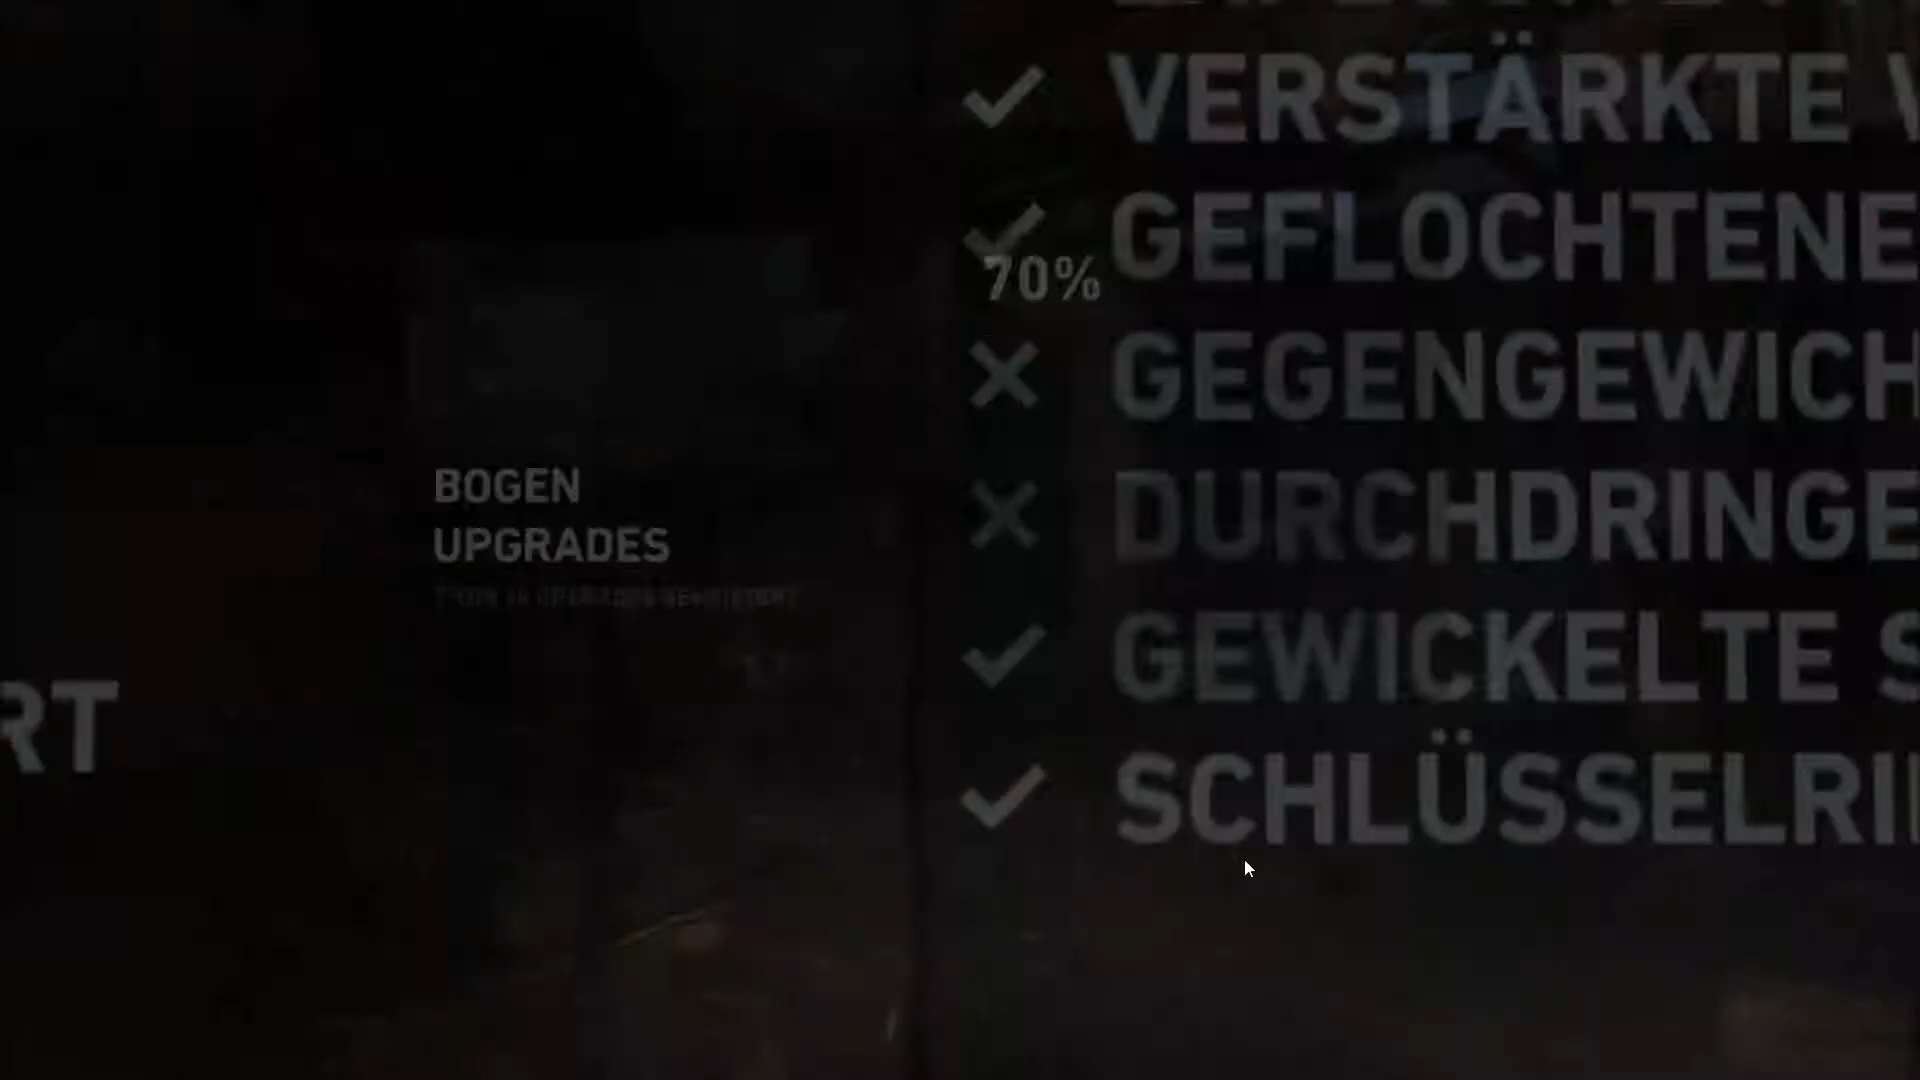 VERSTÄRKTE
GEFLOCHTENE
70%
GEGENGEWICH
BOGEN
UPGRADES
DURCHDRINGE
GEWICKELTE S
RT
SCHLÜSSELRI